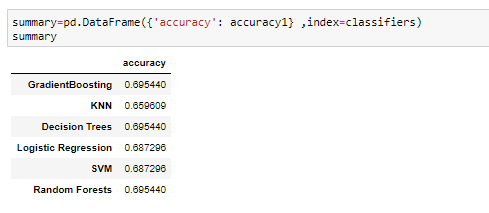 summary=pd.DataFrame({'accuracy': accuracy1} ,index=classifiers)
summary
accuracy
GradientBoosting 0.695440
KNN 0.659609
Decision Trees 0.695440
Logistic Regression 0.687296
SVM 0.687296
Random Forests 0.695440